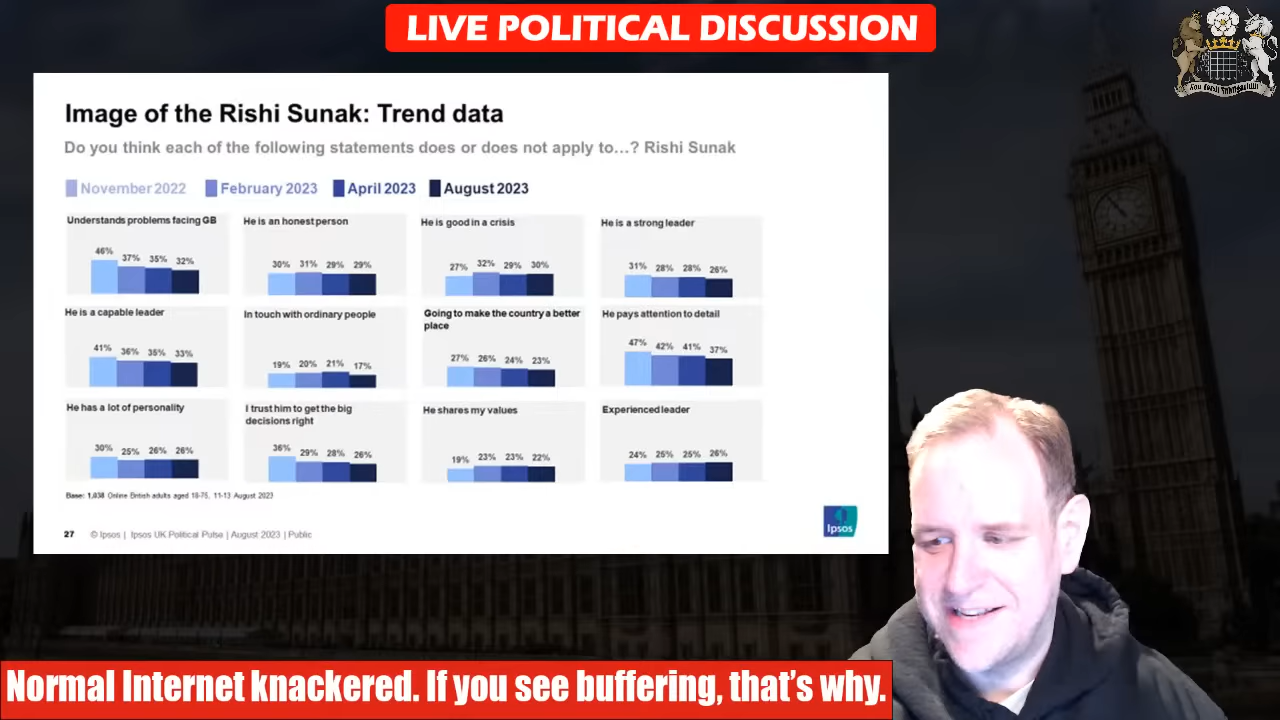 LIVE POLITICAL DISCUSSION
Image of the Rishi Sunak: Trend data
Do you think each of the following statements does or does not apply to…? Rishi Sunak
November 2022 February 2023 April 2023 August 2023
Understands problems facing GB
46% 37% 35% 32%
He is an honest person
30% 31% 29% 29%
He is good in a crisis
27% 32% 29% 30%
He is a strong leader
31% 28% 28% 26%
He is a capable leader
41% 36% 35% 33%
In touch with ordinary people
19% 20% 21% 17%
Going to make the country a better
place
27% 26% 24% 23%
He pays attention to detail
47% 42% 41% 37%
He has a lot of personality
30% 25% 26% 26%
I trust him to get the big
decisions right
36% 29% 28% 26%
He shares my values
19% 23% 23% 22%
Experienced leader
24% 25% 25% 26%
Base: 1,038 Online British adults aged 18-75, 11-13 August 2023
27 © Ipsos | Ipsos UK Political Pulse | August 2023 | Public
Ipsos
Normal Internet knackered. If you see buffering, that's why.